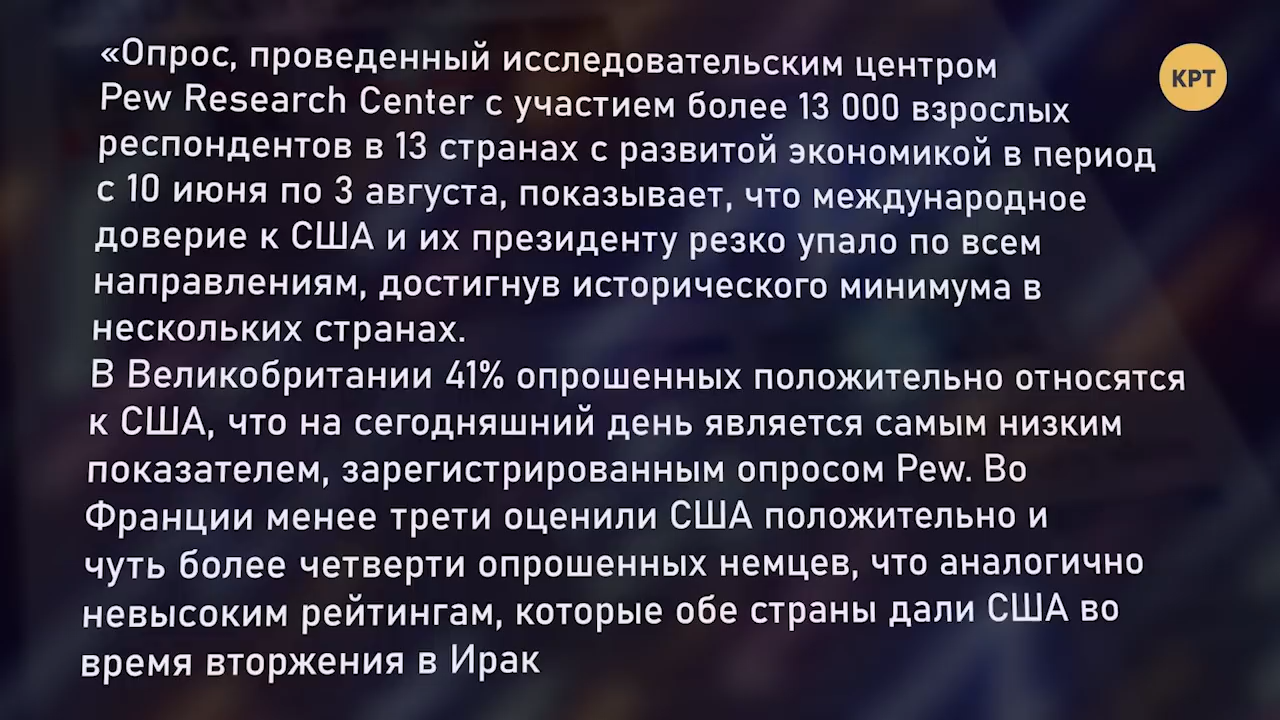 «Опрос, проведенный исследовательским центром
КРТ
Pew Research Center с участием более 13 000 взрослых
респондентов в 13 странах с развитой экономикой в период
с 10 июня по 3 августа, показывает, что международное
доверие к США и их президенту резко упало по всем
направлениям, достигнув исторического минимума в
нескольких странах.
В Великобритании 41% опрошенных положительно относятся
к США, что на сегодняшний день является самым низким
показателем, зарегистрированным опросом Pew. Во
Франции менее трети оценили США положительно и
чуть более четверти опрошенных немцев, что аналогично
невысоким рейтингам, которые обе страны дали США во
время вторжения в Ирак